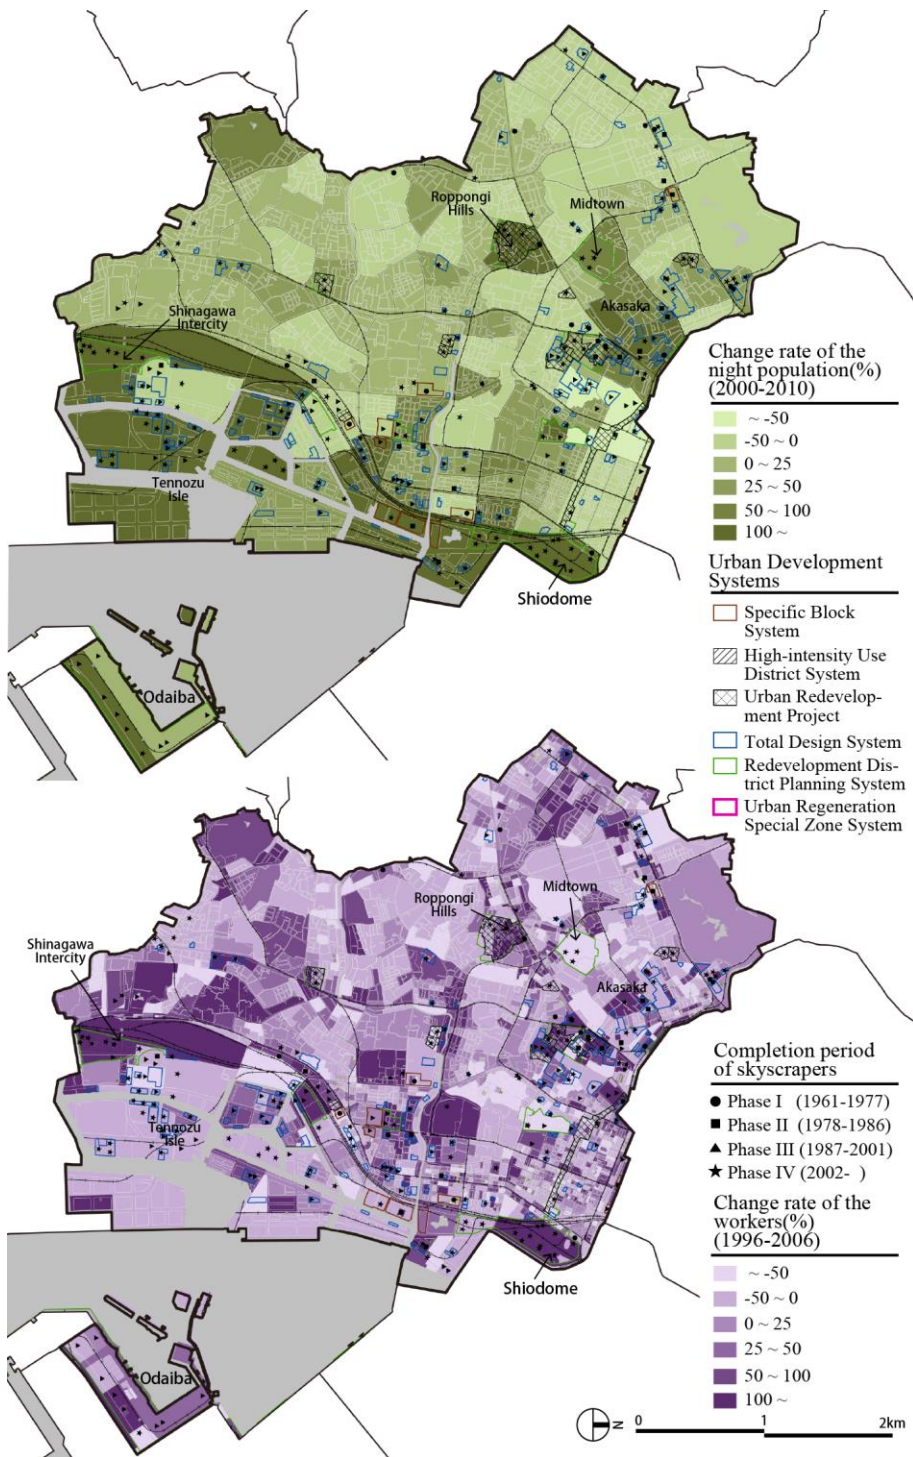 Roppongi
Hills
Midtown
Shinagawa
Intercity
Akasaka
Tennozu
Isle
Shiodome
Odaiba
Change rate of the
night population(%)
(2000-2010)
~ -50
-50 ~ 0
0 ~ 25
25 ~ 50
50 ~ 100
100 ~
Urban Development
Systems
Specific Block
System
High-intensity Use
District System
Urban Redevelop-
ment Project
Total Design System
Redevelopment Dis-
trict Planning System
Urban Regeneration
Special Zone System
Roppongi
Hills
Midtown
Shinagawa
Intercity
Akasaka
Tennozu
Isle
Shiodome
Odaiba
Completion period
of skyscrapers
Phase I (1961-1977)
Phase II (1978-1986)
Phase III (1987-2001)
Phase IV (2002- )
Change rate of the
workers(%)
(1996-2006)
~ -50
-50 ~ 0
0 ~ 25
25 ~ 50
50 ~ 100
100 ~
N
0 1 2km